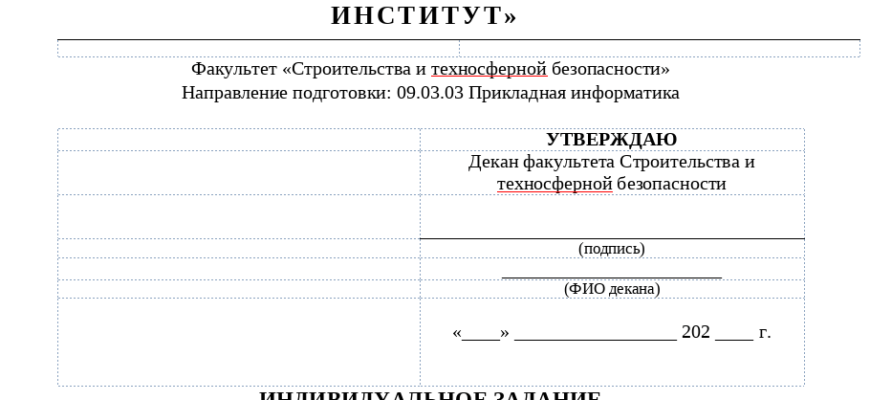 ИНСТИТУТ»
Факультет «Строительства и техносферной безопасности»
Направление подготовки: 09.03.03 Прикладная информатика
УТВЕРЖДАЮ
Декан факультета Строительства и
техносферной безопасности
(подпись)
(ФИО декана)
«____» _________________ 202 ____ г.
ИНДИВИДУАЛЬНОЕ ЗАДАНИЕ